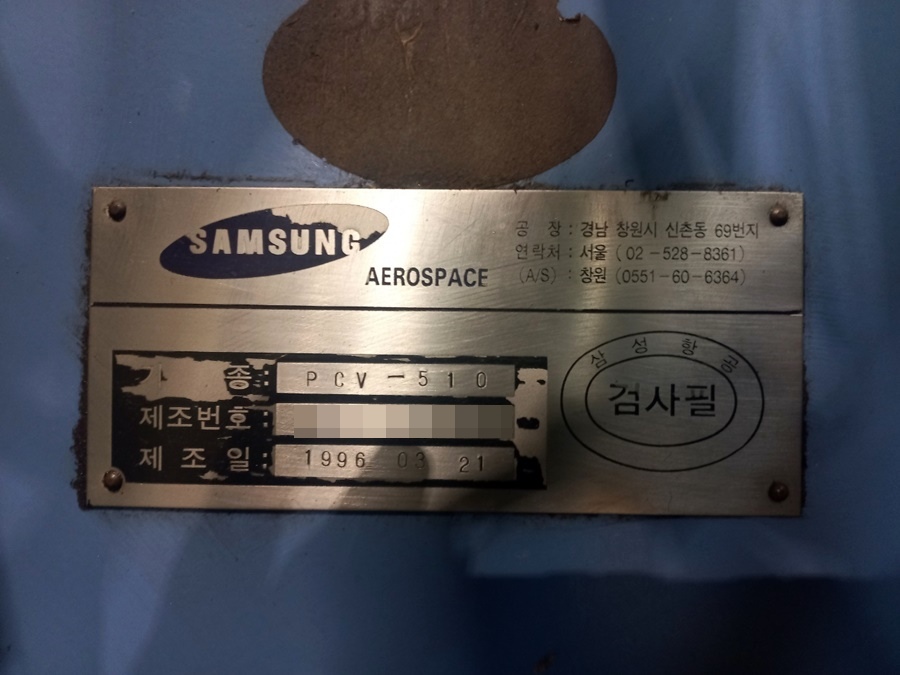 SAMSUNG
AEROSPACE
공 장 : 경남 창원시 신촌동 69번지
연락처 : 서울 ( 02 - 528 - 8361)
(A/S) : 창원 (0551 - 60 - 6364)
종 : PCV-510
제조번호 :
제 조 일 : 1996 03 21
삼성항공
검사필